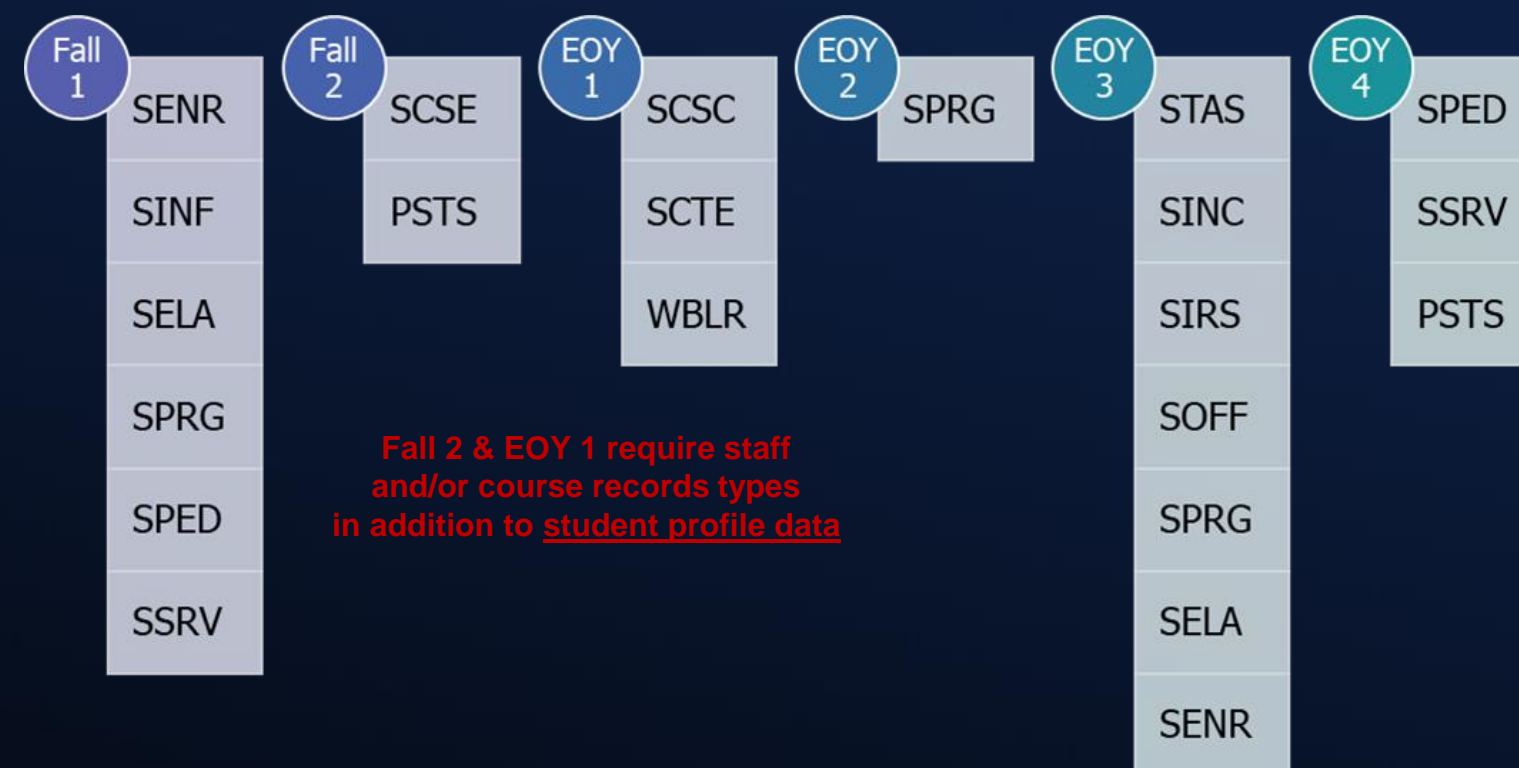 Fall
1
SENR
SINF
SELA
SPRG
SPED
SSRV
Fall
2
SCSE
PSTS
EOY
1
SCSC
SCTE
WBLR
EOY
2
SPRG
EOY
3
STAS
SINC
SIRS
SOFF
SPRG
SELA
SENR
EOY
4
SPED
SSRV
PSTS
Fall 2 & EOY 1 require staff
and/or course records types
in addition to student profile data